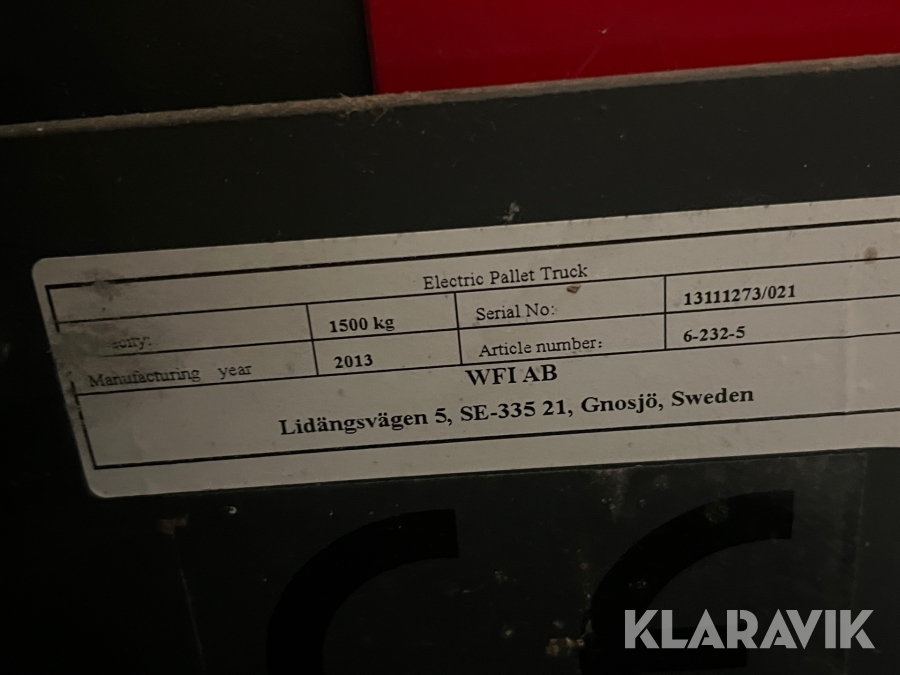 Electric Pallet Truck
1500 kg Serial No: 13111273/021
Manufacturing year 2013 Article number: 6-232-5
WFI AB
Lidängsvägen 5, SE-335 21, Gnosjö, Sweden
CE
KLARAVIK